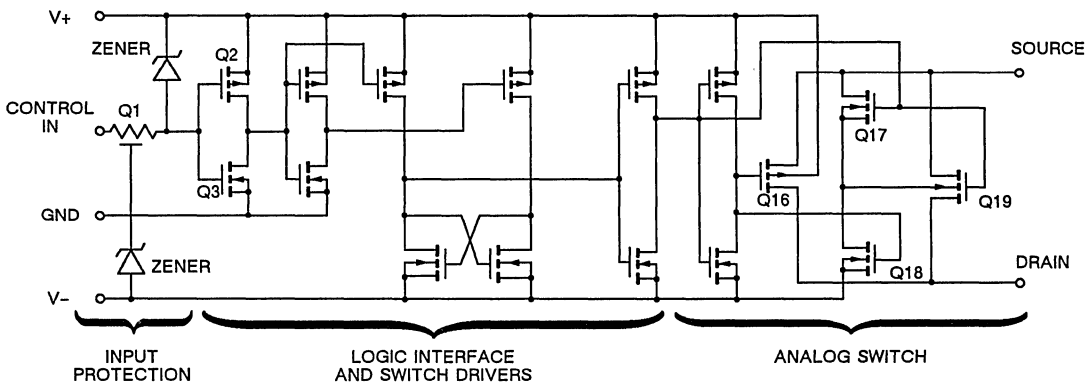 V+
ZENER
Q2
SOURCE
Q1
CONTROL
IN
Q17
Q3
Q16
Q19
GND
ZENER
Q18
DRAIN
V−
INPUT
PROTECTION
LOGIC INTERFACE
AND SWITCH DRIVERS
ANALOG SWITCH